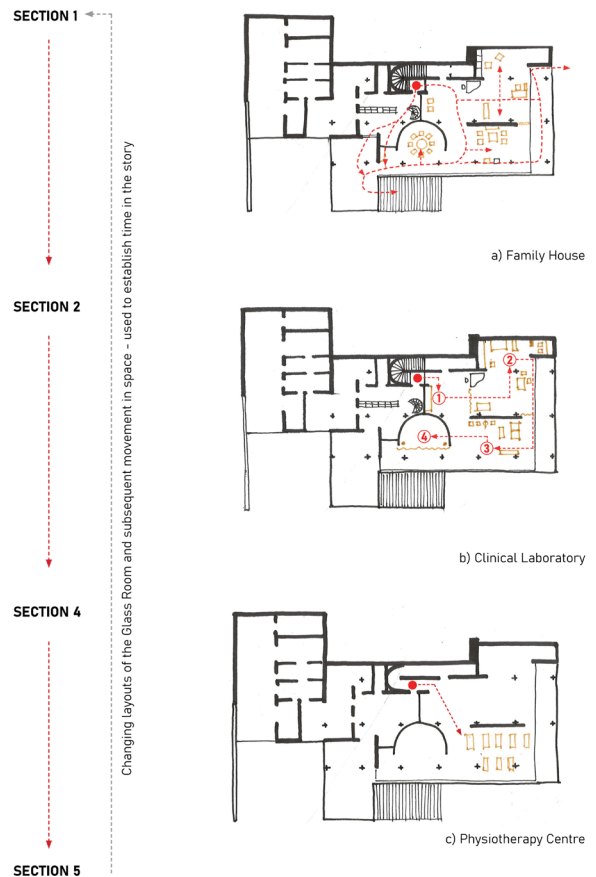 SECTION 1
Changing layouts of the Glass Room and subsequent movement in space - used to establish time in the story
a) Family House
SECTION 2
1
2
3
4
b) Clinical Laboratory
SECTION 4
c) Physiotherapy Centre
SECTION 5